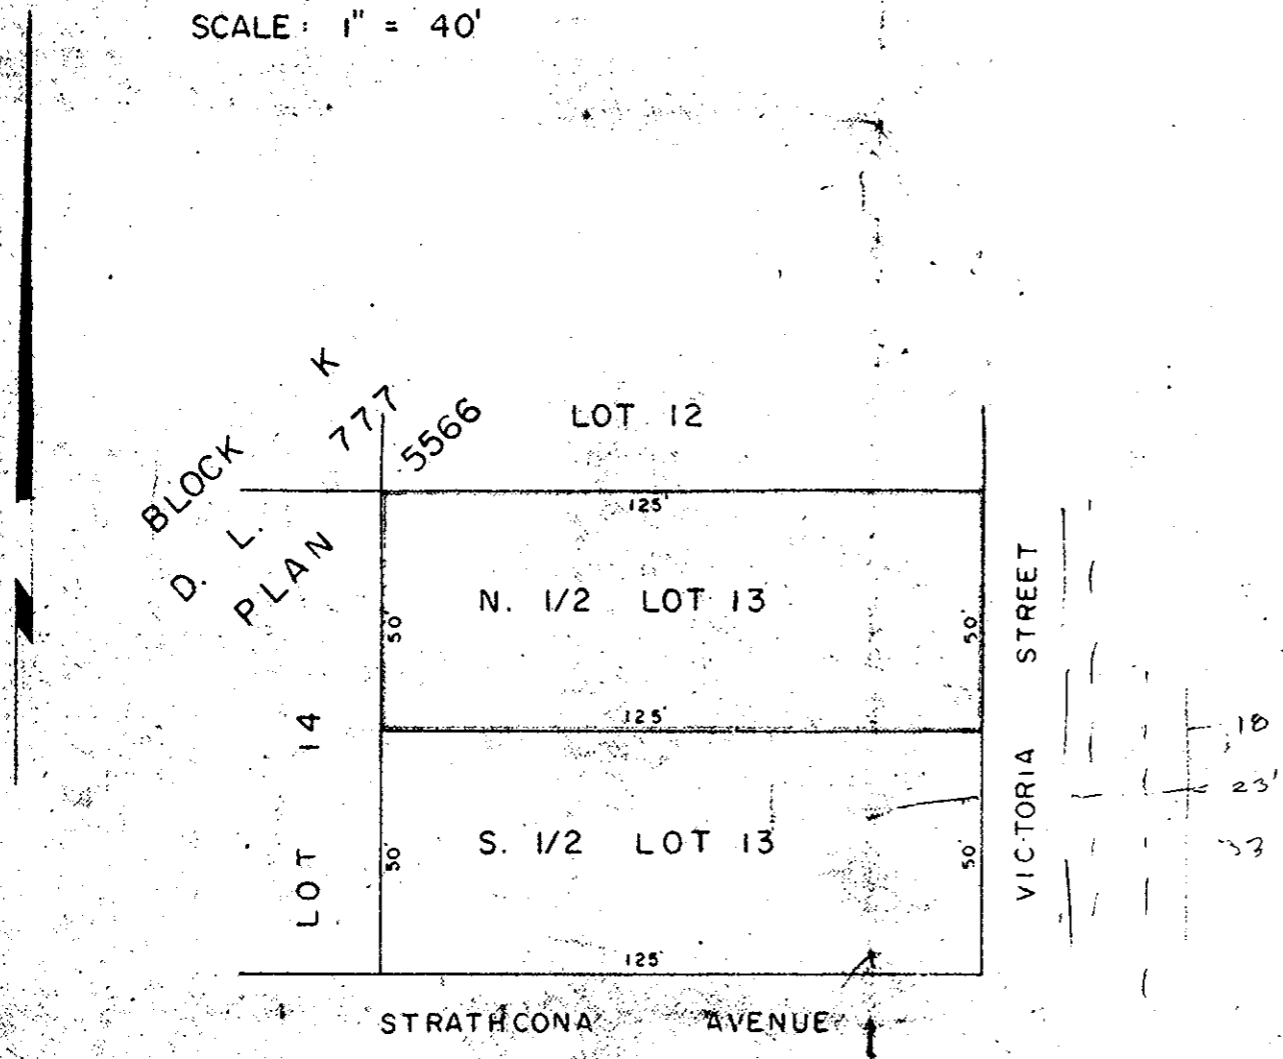 SCALE: 1" = 40'
BLOCK K
D. L. 777
PLAN 5566
LOT 12
125'
N. 1/2 LOT 13
50'
50'
125'
S. 1/2 LOT 13
50'
50'
125'
LOT 14
VICTORIA STREET
STRATHCONA AVENUE
18
23'
33